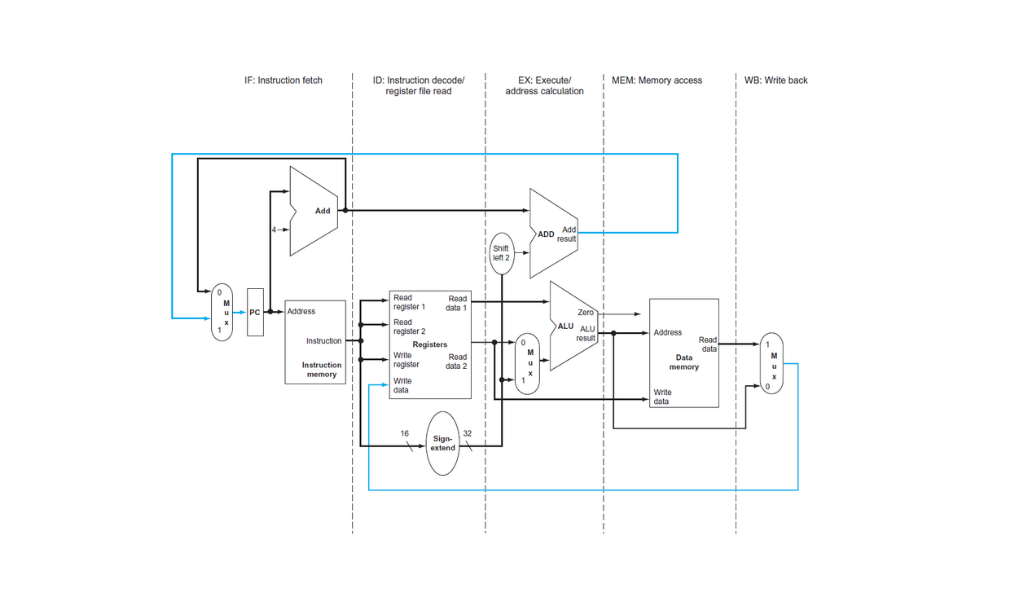 IF: Instruction fetch
ID: Instruction decode/
register file read
EX: Execute/
address calculation
MEM: Memory access
WB: Write back
Add
4
ADD
Add
result
Shift
left 2
0
M
u
x
1
PC
Address
Instruction
Instruction
memory
Read
register 1
Read
data 1
Read
register 2
Registers
Write
register
Read
data 2
Write
data
0
M
u
x
1
Zero
ALU
ALU
result
Address
Read
data
Data
memory
Write
data
1
M
u
x
0
16
Sign-
extend
32